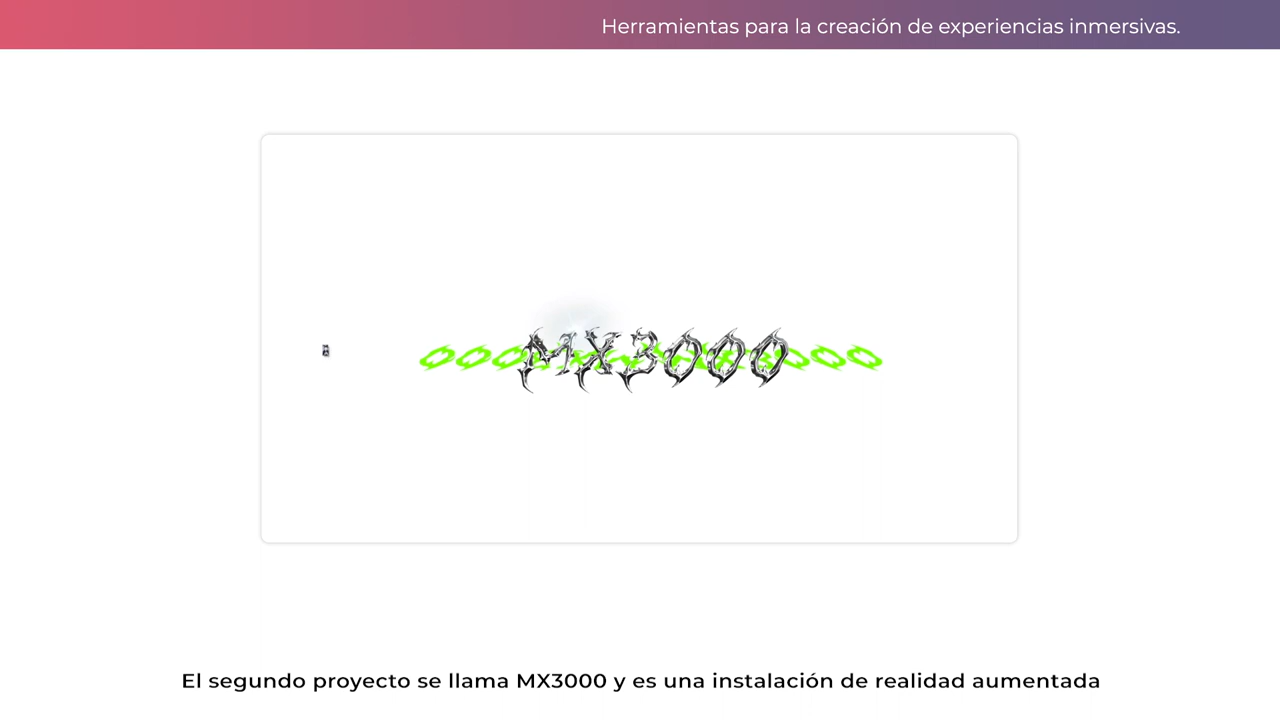 Herramientas para la creación de experiencias inmersivas.
MX3000
El segundo proyecto se llama MX3000 y es una instalación de realidad aumentada